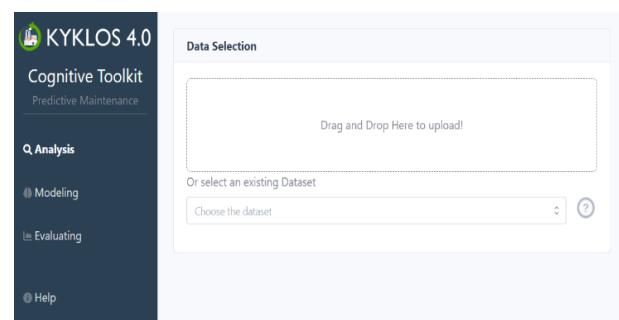 KYKLOS 4.0
Cognitive Toolkit
Predictive Maintenance
Analysis
Modeling
Evaluating
Help
Data Selection
Drag and Drop Here to upload!
Or select an existing Dataset
Choose the dataset
?